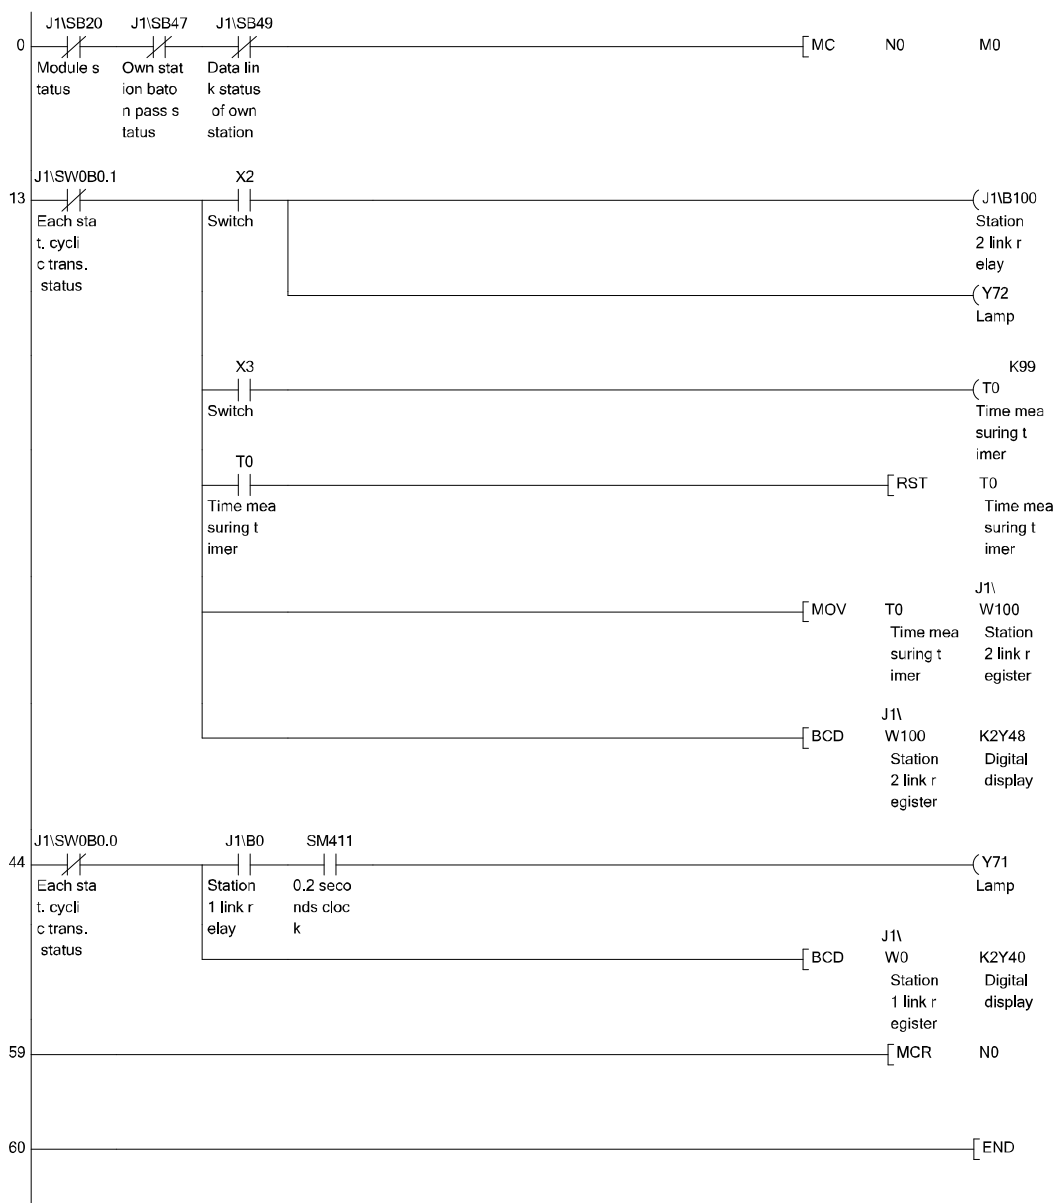 J1\SB20 J1\SB47 J1\SB49
0 MC N0 M0
Module s Own stat Data lin
tatus ion bato k status
n pass s of own
tatus station
J1\SW0B0.1 X2
13 J1\B100
Each sta Switch Station
t. cycli 2 link r
c trans. elay
status
Y72
Lamp
X3 K99
T0
Switch Time mea
suring t
imer
T0
RST T0
Time mea Time mea
suring t suring t
imer imer
J1\
MOV T0 W100
Time mea Station
suring t 2 link r
imer egister
J1\
BCD W100 K2Y48
Station Digital
2 link r display
egister
J1\SW0B0.0 J1\B0 SM411
44 Y71
Each sta Station 0.2 seco Lamp
t. cycli 1 link r nds cloc
c trans. elay k
status
J1\
BCD W0 K2Y40
Station Digital
1 link r display
egister
59 MCR N0
60 END